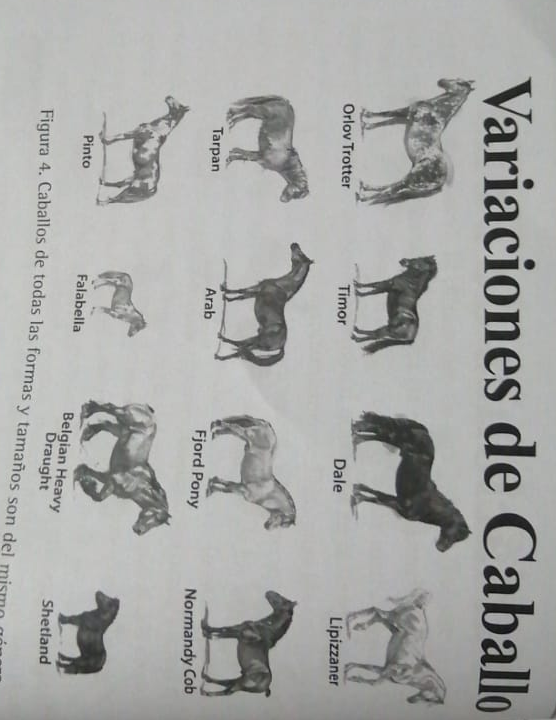 Variaciones de Caballo
Orlov Trotter
Timor
Dale
Lipizzaner
Tarpan
Arab
Fjord Pony
Normandy Cob
Pinto
Falabella
Belgian Heavy
Draught
Shetland
Figura 4. Caballos de todas las formas y tamaños son del mismo